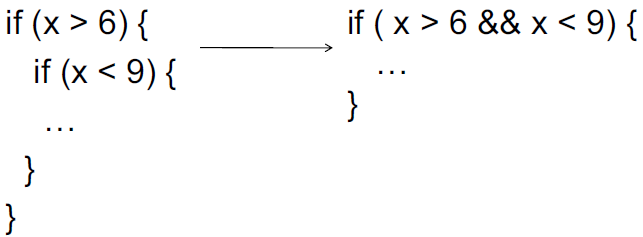 if (x > 6) {
if (x < 9) {
...
}
}
if ( x > 6 && x < 9) {
...
}